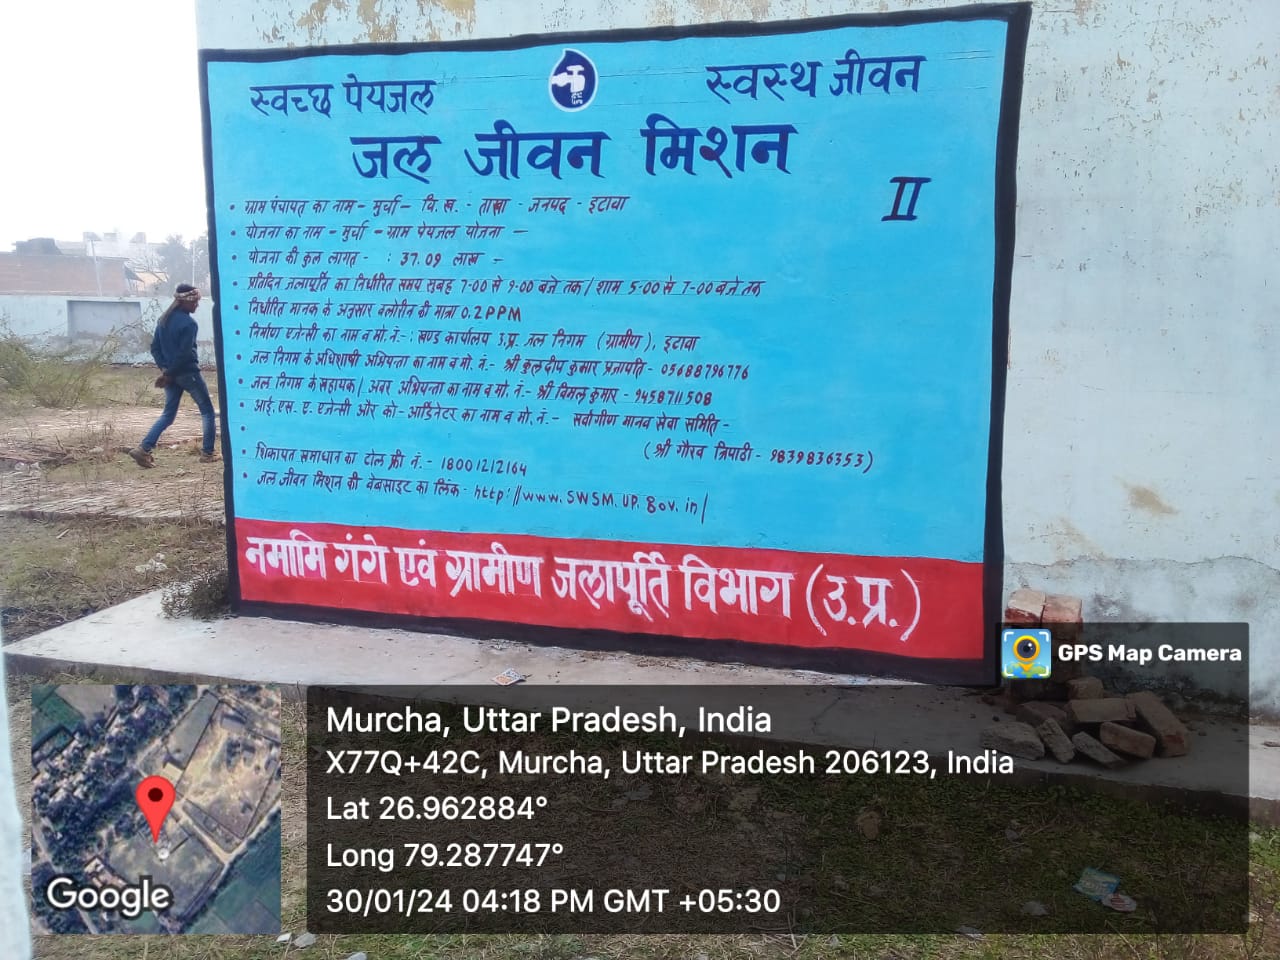 स्वच्छ पेयजल
स्वस्थ जीवन
जल जीवन मिशन
II
• ग्राम पंचायत का नाम - मुर्चा - वि.ख. - ताखा - जनपद - इटावा
• योजना का नाम - मुर्चा - ग्राम पेयजल योजना -
• योजना की कुल लागत - : 37.09 लाख -
• प्रतिदिन जलापूर्ति का निर्धारित समय सुबह 7-00 से 9-00 बजे तक / शाम 5-00 से 7-00 बजे तक
• निर्धारित मानक के अनुसार क्लोरीन की मात्रा 0.2 PPM
• निर्माण एजेन्सी का नाम व मो. नं. - : खण्ड कार्यालय उ.प्र. जल निगम (ग्रामीण), इटावा
• जल निगम के अधिशाषी अभियन्ता का नाम व मो. नं. - श्री कुलदीप कुमार प्रजापति - 05688796776
• जल निगम के सहायक / अवर अभियन्ता का नाम व मो. नं. - श्री विमल कुमार - 9458711508
• आई. एस. ए. एजेन्सी और को-आर्डिनेटर का नाम व मो. नं. - सर्वांगीण मानव सेवा समिति -
• (श्री गौरव त्रिपाठी - 9839836353)
• शिकायत समाधान का टोल फ्री नं. - 18001212164
• जल जीवन मिशन की वेबसाइट का लिंक - http://www.SWSM.UP.Gov.in/
नमामि गंगे एवं ग्रामीण जलापूर्ति विभाग (उ.प्र.)
GPS Map Camera
Murcha, Uttar Pradesh, India
X77Q+42C, Murcha, Uttar Pradesh 206123, India
Lat 26.962884°
Long 79.287747°
30/01/24 04:18 PM GMT +05:30
Google